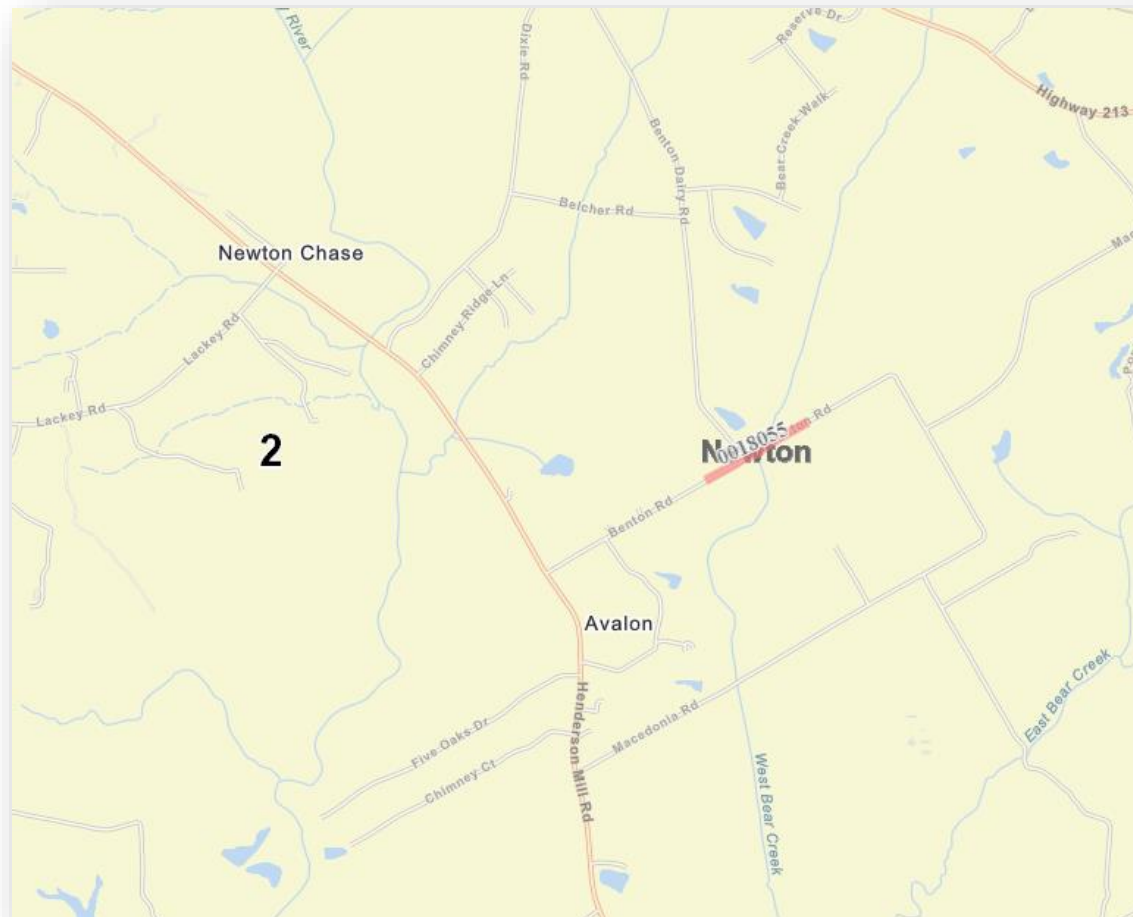 River
Dixie Rd
Reserve Dr
Highway 213
Benton Dairy Rd
Bear Creek Walk
Belcher Rd
Newton Chase
Chimney Ridge Ln
Lackey Rd
Lackey Rd
2
0018055
Rd
Newton
Benton Rd
Avalon
East Bear Creek
Five Oaks Dr
Henderson Mill Rd
Macedonia Rd
Chimney Ct
West Bear Creek